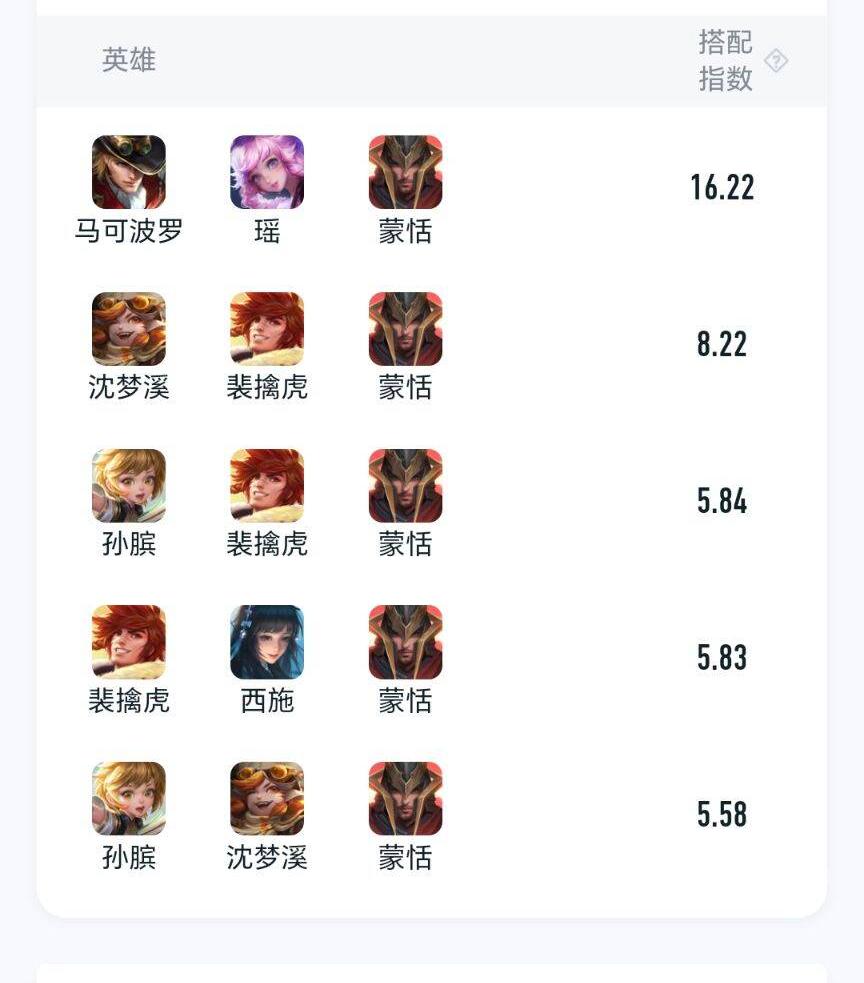 英雄
搭配
指数
?
马可波罗 瑶 蒙恬 16.22
沈梦溪 裴擒虎 蒙恬 8.22
孙膑 裴擒虎 蒙恬 5.84
裴擒虎 西施 蒙恬 5.83
孙膑 沈梦溪 蒙恬 5.58